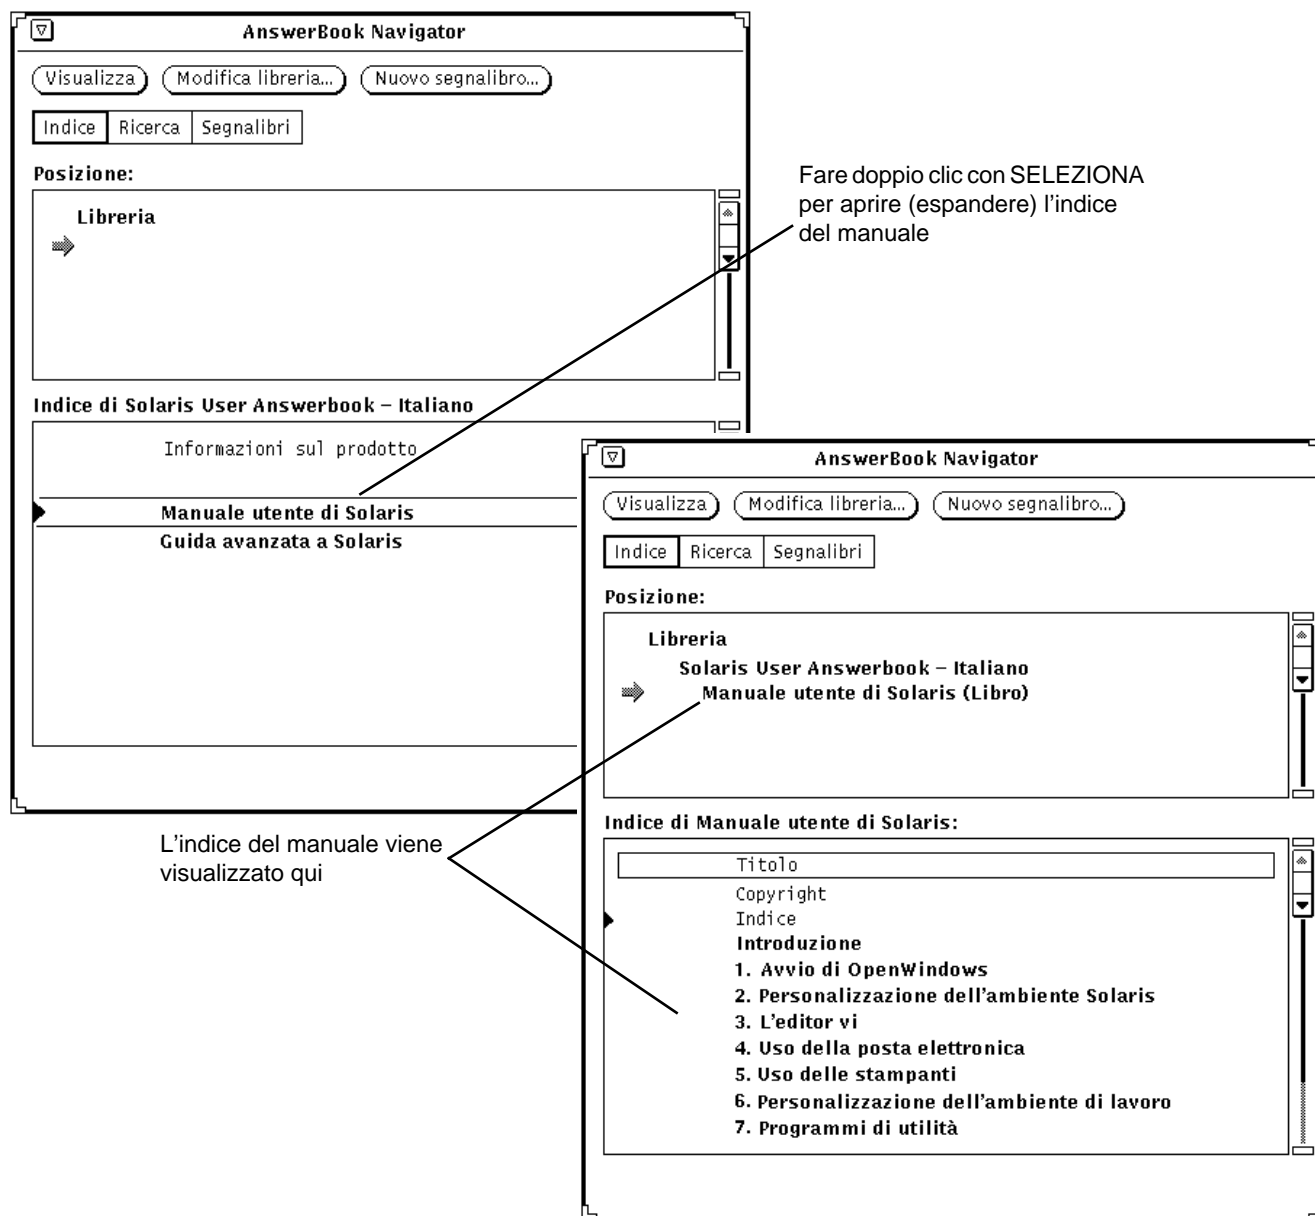 AnswerBook Navigator
Visualizza Modifica libreria... Nuovo segnalibro...
Indice Ricerca Segnalibri
Posizione:
Libreria
Fare doppio clic con SELEZIONA
per aprire (espandere) l'indice
del manuale
Indice di Solaris User Answerbook – Italiano
Informazioni sul prodotto
Manuale utente di Solaris
Guida avanzata a Solaris
AnswerBook Navigator
Visualizza Modifica libreria... Nuovo segnalibro...
Indice Ricerca Segnalibri
Posizione:
Libreria
Solaris User Answerbook – Italiano
Manuale utente di Solaris (Libro)
L'indice del manuale viene
visualizzato qui
Indice di Manuale utente di Solaris:
Titolo
Copyright
Indice
Introduzione
1. Avvio di OpenWindows
2. Personalizzazione dell'ambiente Solaris
3. L'editor vi
4. Uso della posta elettronica
5. Uso delle stampanti
6. Personalizzazione dell'ambiente di lavoro
7. Programmi di utilità